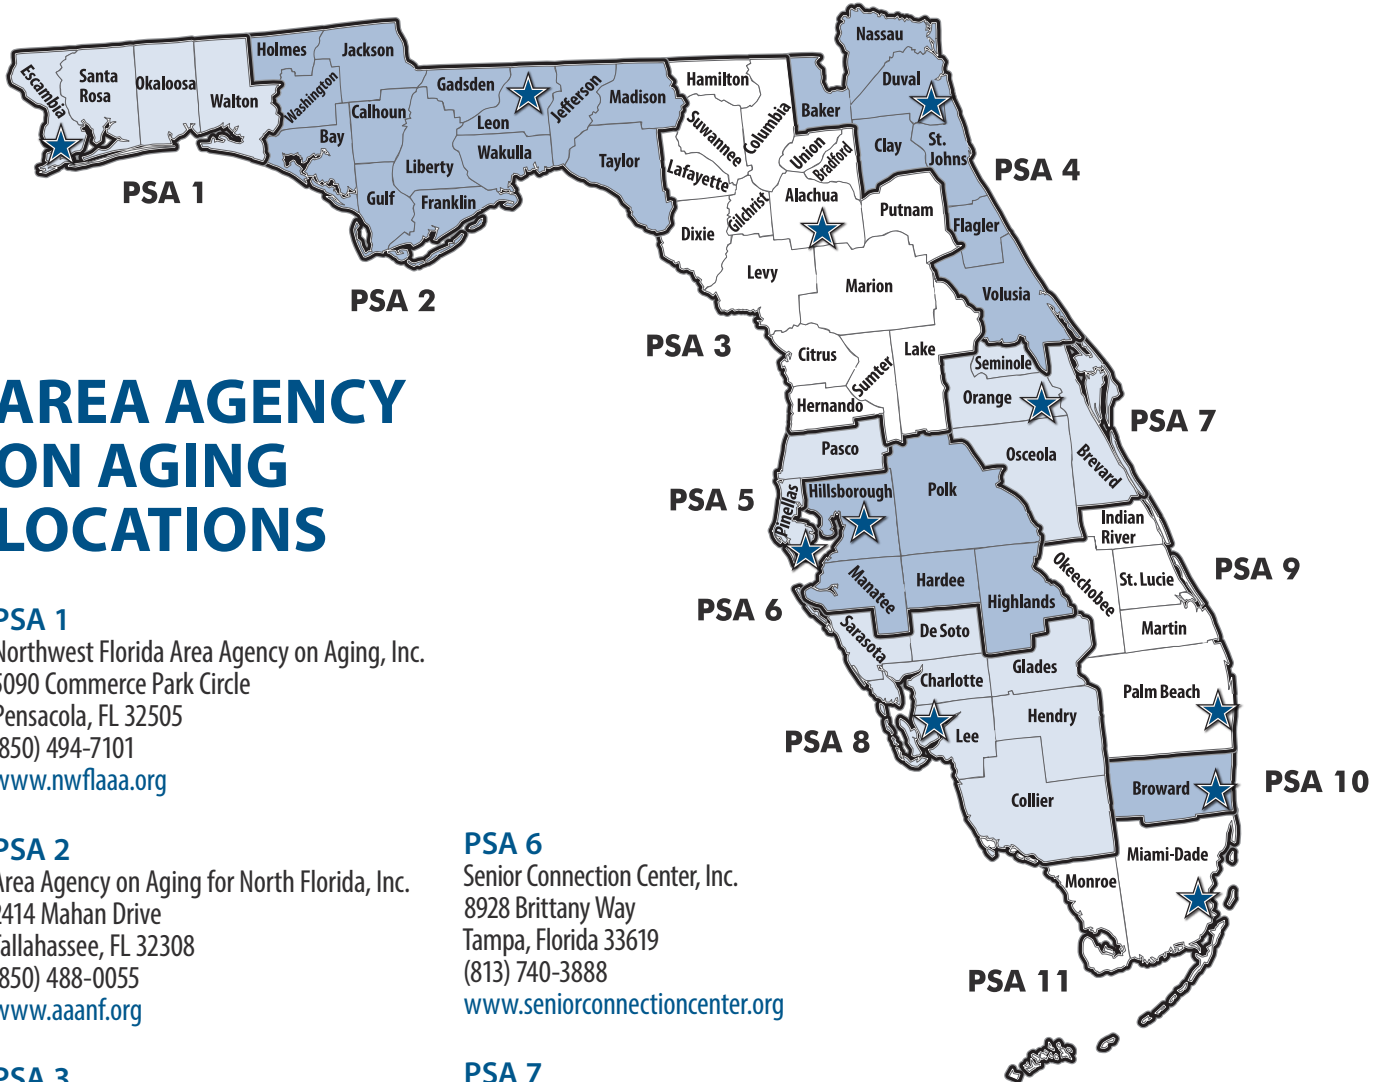 Nassau
Holmes
Jackson
Escambia
Santa
Rosa
Okaloosa
Walton
Washington
Gadsden
Leon
Jefferson
Madison
Hamilton
Suwannee
Columbia
Baker
Duval
Calhoun
Bay
Liberty
Wakulla
Taylor
Lafayette
Union
Bradford
Clay
St.
Johns
PSA 4
PSA 1
Gulf
Franklin
Dixie
Gilchrist
Alachua
Putnam
Flagler
PSA 2
Levy
Marion
Volusia
PSA 3
Citrus
Sumter
Lake
Seminole
Hernando
Orange
PSA 7
Pasco
Osceola
Brevard
PSA 5
Pinellas
Hillsborough
Polk
Indian
River
PSA 9
Okeechobee
St. Lucie
PSA 6
Manatee
Hardee
Highlands
Martin
Sarasota
De Soto
Charlotte
Glades
Palm Beach
PSA 8
Lee
Hendry
Collier
Broward
PSA 10
Miami-Dade
Monroe
PSA 11
AREA AGENCY
ON AGING
LOCATIONS
PSA 1
Northwest Florida Area Agency on Aging, Inc.
5090 Commerce Park Circle
Pensacola, FL 32505
(850) 494-7101
www.nwflaaa.org
PSA 2
Area Agency on Aging for North Florida, Inc.
2414 Mahan Drive
Tallahassee, FL 32308
(850) 488-0055
www.aaanf.org
PSA 3
PSA 6
Senior Connection Center, Inc.
8928 Brittany Way
Tampa, Florida 33619
(813) 740-3888
www.seniorconnectioncenter.org
PSA 7